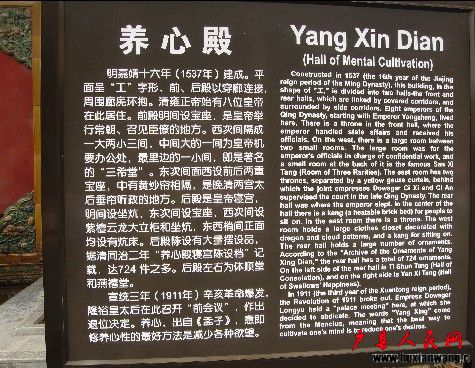 养心殿
明嘉靖十六年（1537年）建成。平
面呈“工”字形，前、后殿以穿廊连接，
周围廊庑环抱。清雍正帝始有八位皇帝
在此居住。前殿明间设宝座，是皇帝举
行常朝、召见臣僚的地方。西次间隔成
一大两小三间，中间大的一间为皇帝机
要办公处，最里边的一小间，即是著名
的“三希堂”。东次间面西设前后两重
宝座，中有黄纱帘相隔，是晚清两宫太
后垂帘听政的地方。后殿是皇帝寝宫，
明间设坐炕，东次间设宝座，西次间设
紫檀云龙大立柜和坐炕，东西梢间正面
均设有炕床。后殿陈设有大量摆设品，
据清同治二年“养心殿寝宫陈设档”记
载，达724件之多。后殿左右为体顺堂
和燕禧堂。
宣统三年（1911年）辛亥革命爆发，
隆裕皇太后在此召开“前会议”，作出
退位决定。养心，出自《孟子》，意即
修养心性的最好方法是减少各种欲望。
Yang Xin Dian
(Hall of Mental Cultivation)
Constructed in 1537 (the 16th year of the Jiajing
reign period of the Ming Dynasty), this building, in the
shape of "工," is divided into two halls-the front and
rear halls, which are linked by covered corridors, and
surrounded by side corridors. Eight emperors of the
Qing Dynasty, starting with Emperor Yongzheng, lived
here. There is a throne in the front hall, where the
emperor handled state affairs and received his
officials. On the west, there is a large room between
two small rooms. The large room was for the
emperor's officials in charge of confidential work, and
a small room at the back of it is the famous San Xi
Tang (Room of Three Rarities). The east room has two
thrones, separated by a yellow gauze curtain, behind
which the joint empresses Dowager Ci Xi and Ci An
supervised the court in the late Qing Dynasty. The rear
hall was where the emperor slept. In the center of the
hall there is a kang (a heatable brick bed) for people to
sit on. In the east room there is a throne. The west
room holds a large clothes closet decorated with
dragon and cloud patterns, and a kang for sitting on.
The rear hall holds a large number of ornaments.
According to the "Archive of the Ornaments of Yang
Xing Dian," the rear hall has a total of 724 ornaments.
On the left side of the rear hall is Ti Shun Tang (Hall of
Consolation), and on the right side is Yan Xi Tang (Hall
of Swallows' Happiness).
In 1911 (the third year of the Xuantong reign period),
the Revolution of 1911 broke out. Empress Dowager
Longyu held a "palace meeting" here, at which she
decided to abdicate. The words "Yang Xing" come
from the Mencius, meaning that the best way to
cultivate one's mind is to reduce one's desires.
户县人民网
www.huxianwang.c